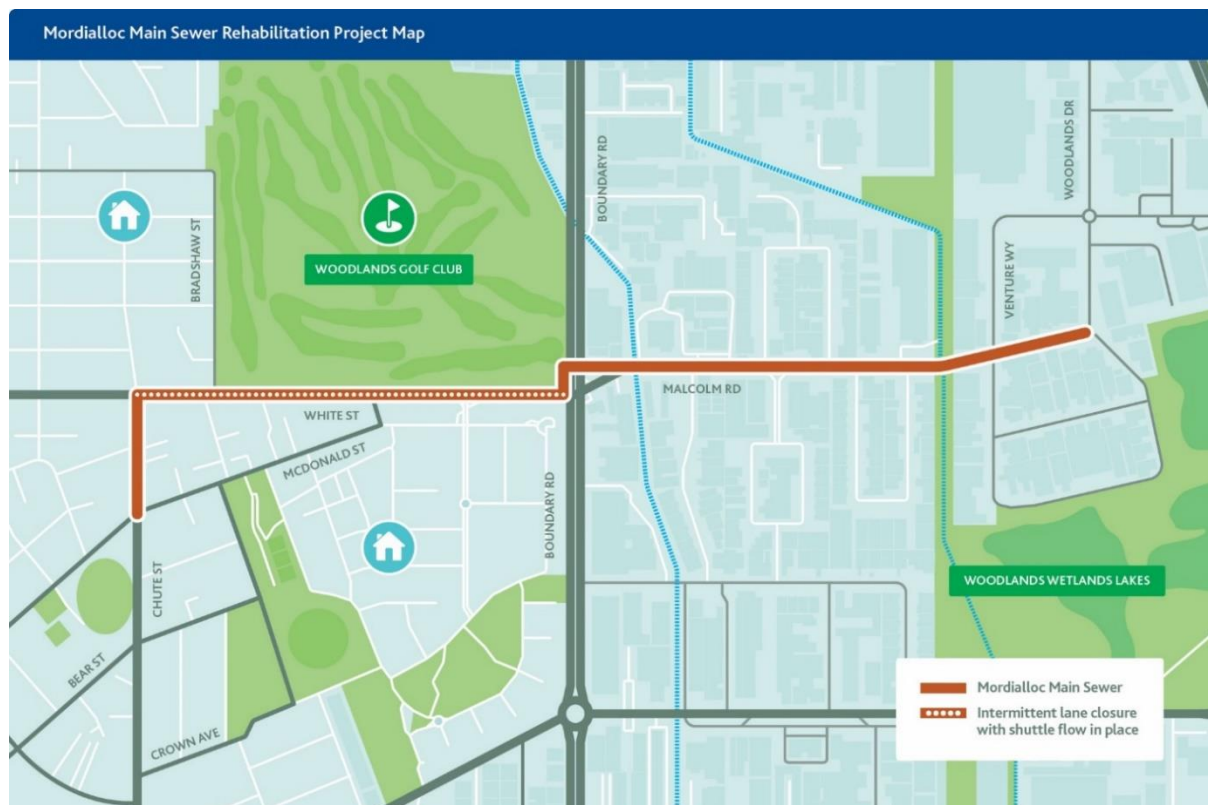 Mordialloc Main Sewer Rehabilitation Project Map
WOODLANDS DR
BOUNDARY RD
BRADSHAW ST
WOODLANDS GOLF CLUB
VENTURE WY
MALCOLM RD
WHITE ST
MCDONALD ST
BOUNDARY RD
CHUTE ST
WOODLANDS WETLANDS LAKES
BEAR ST
CROWN AVE
Mordialloc Main Sewer
Intermittent lane closure
with shuttle flow in place